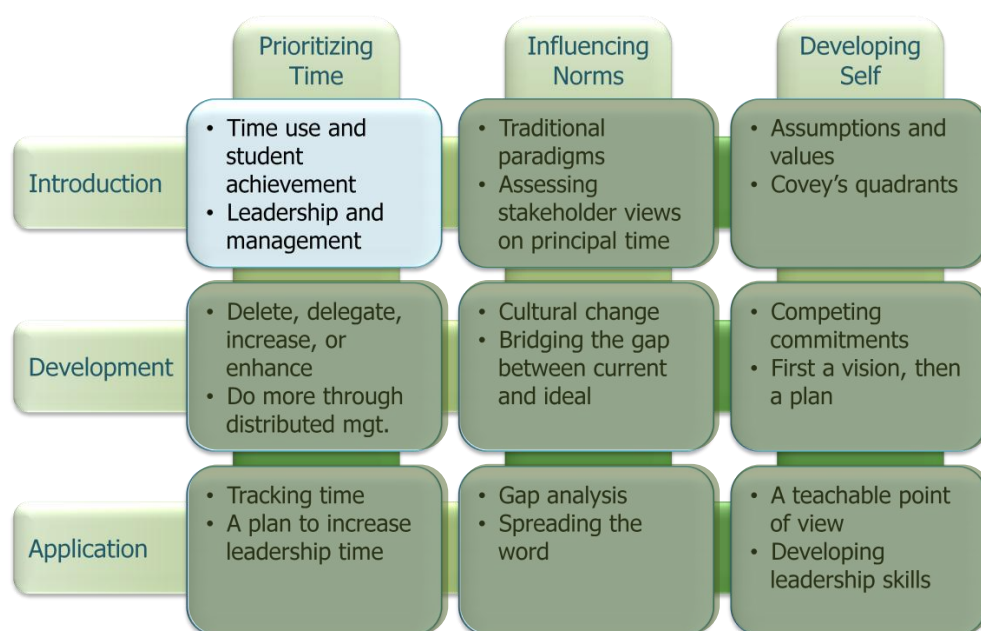 Prioritizing
Time
Influencing
Norms
Developing
Self
Introduction
• Time use and
student
achievement
• Leadership and
management
• Traditional
paradigms
• Assessing
stakeholder views
on principal time
• Assumptions and
values
• Covey’s quadrants
Development
• Delete, delegate,
increase, or
enhance
• Do more through
distributed mgt.
• Cultural change
• Bridging the gap
between current
and ideal
• Competing
commitments
• First a vision, then
a plan
Application
• Tracking time
• A plan to increase
leadership time
• Gap analysis
• Spreading the
word
• A teachable point
of view
• Developing
leadership skills